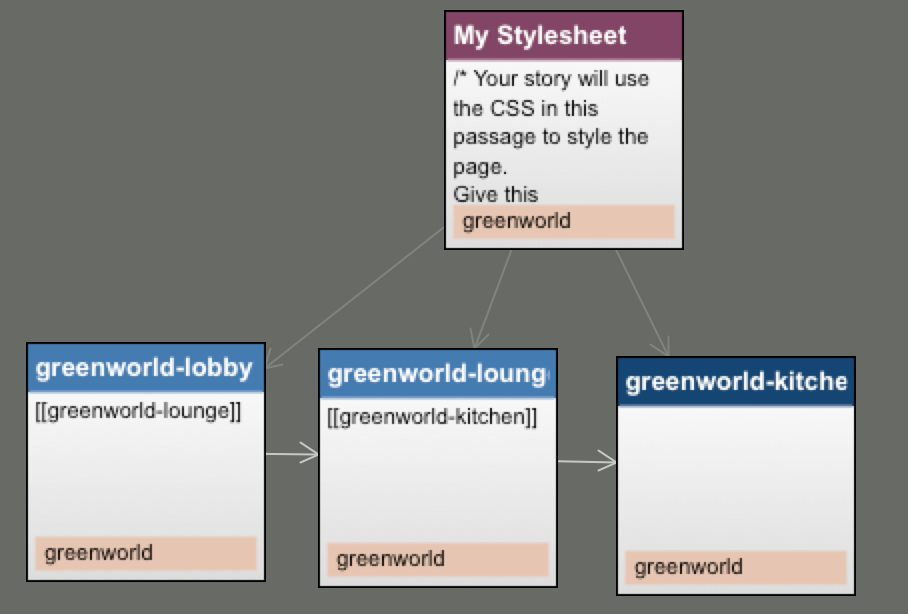 My Stylesheet
/* Your story will use
the CSS in this
passage to style the
page.
Give this
greenworld
greenworld-lobby
[[greenworld-lounge]]
greenworld
greenworld-loung
[[greenworld-kitchen]]
greenworld
greenworld-kitche
greenworld